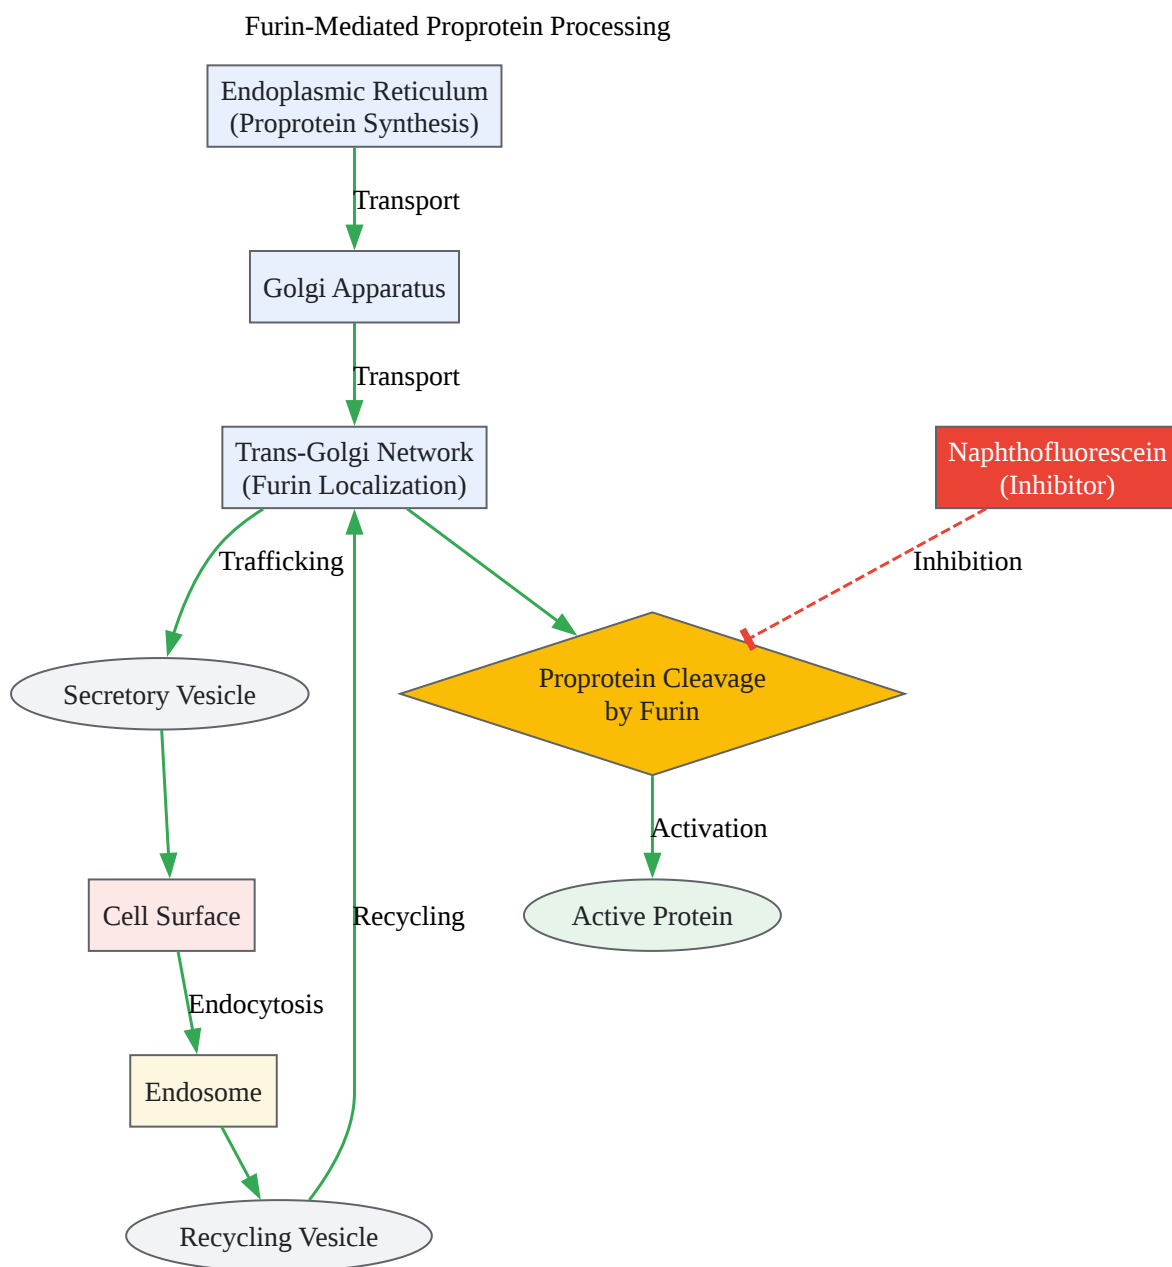 Furin-Mediated Proprotein Processing
Endoplasmic Reticulum
(Proprotein Synthesis)
Transport
Golgi Apparatus
Transport
Trans-Golgi Network
(Furin Localization)
Naphthofluorescein
(Inhibitor)
Trafficking
Inhibition
Secretory Vesicle
Proprotein Cleavage
by Furin
Activation
Cell Surface
Recycling
Active Protein
Endocytosis
Endosome
Recycling Vesicle